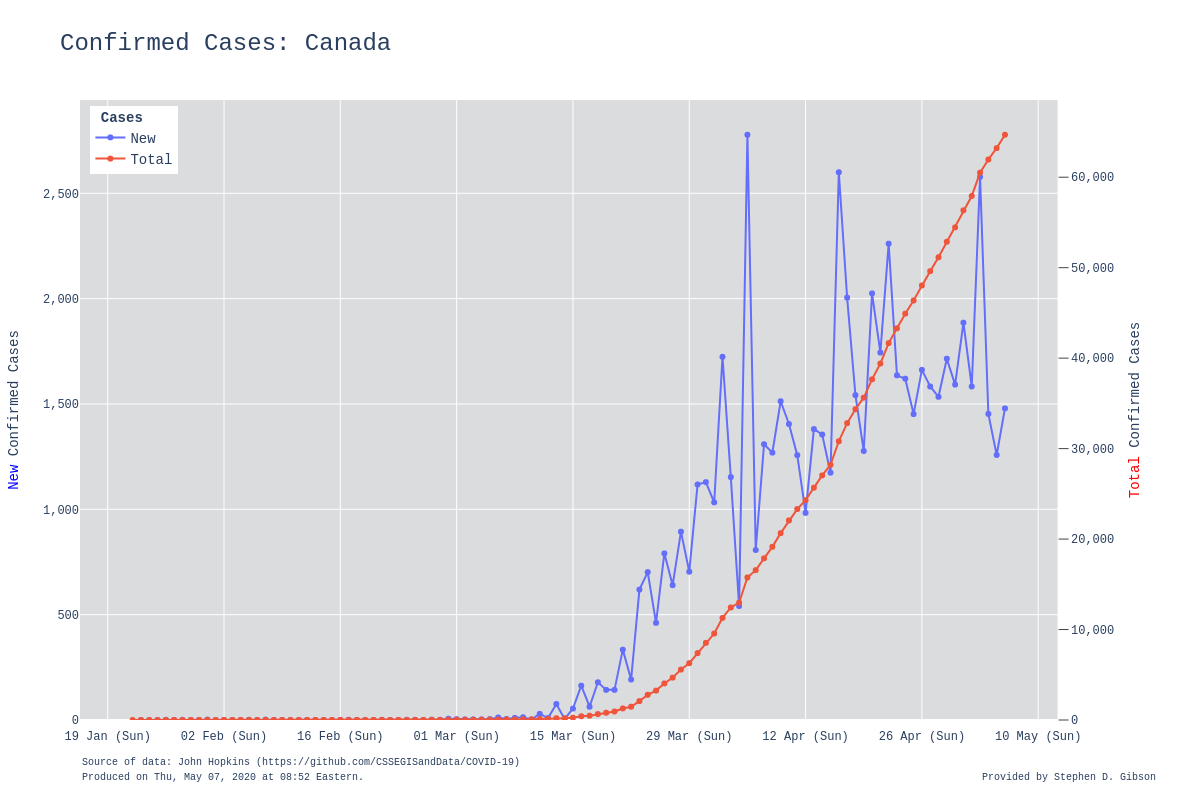 Confirmed Cases: Canada
Cases
New
Total
2,500
2,000
1,500
1,000
500
0
New Confirmed Cases
60,000
50,000
40,000
30,000
20,000
10,000
0
Total Confirmed Cases
19 Jan (Sun) 02 Feb (Sun) 16 Feb (Sun) 01 Mar (Sun) 15 Mar (Sun) 29 Mar (Sun) 12 Apr (Sun) 26 Apr (Sun) 10 May (Sun)
Source of data: John Hopkins (https://github.com/CSSEGISandData/COVID-19)
Produced on Thu, May 07, 2020 at 08:52 Eastern.
Provided by Stephen D. Gibson